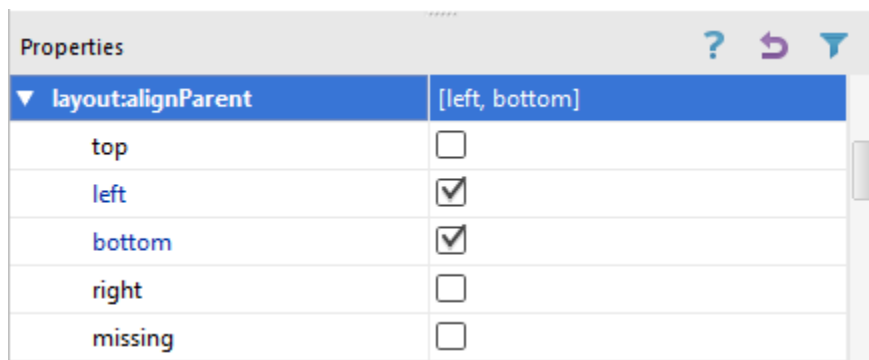 Properties ?
layout:alignParent [left, bottom]
top
left
bottom
right
missing